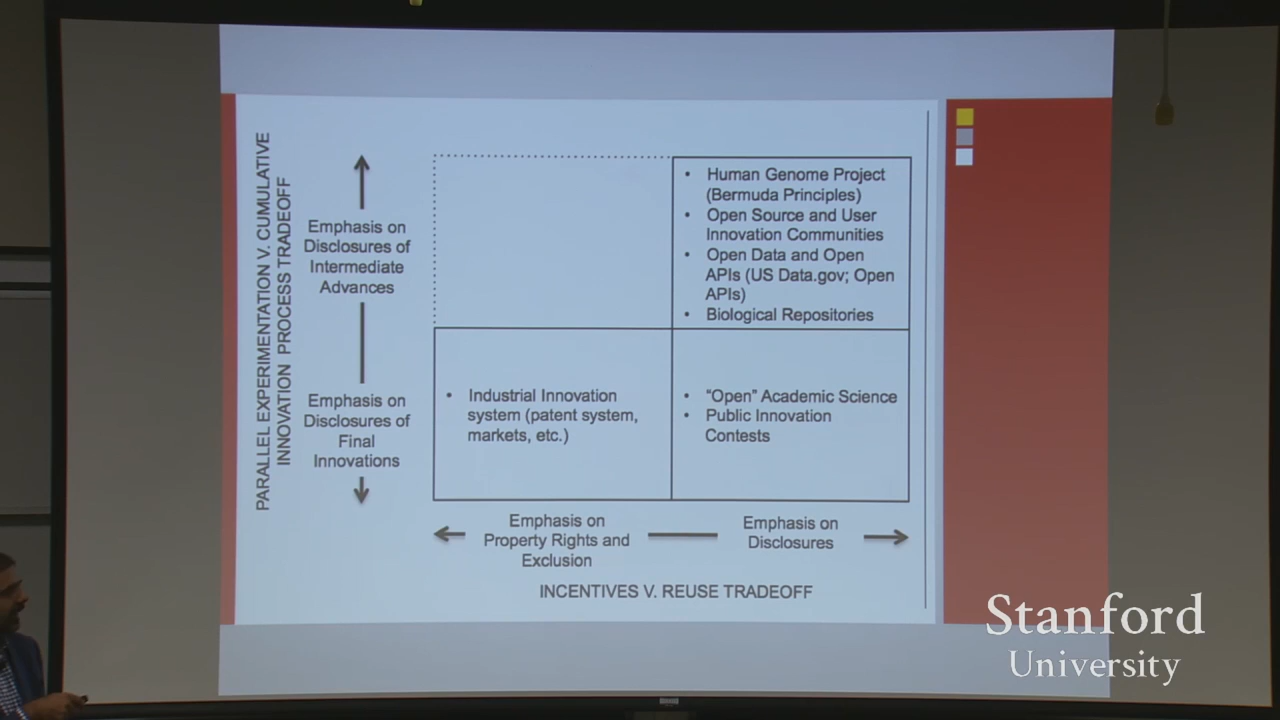 PARALLEL EXPERIMENTATION V. CUMULATIVE
INNOVATION PROCESS TRADEOFF
Emphasis on
Disclosures of
Intermediate
Advances
Emphasis on
Disclosures of
Final
Innovations
• Human Genome Project
(Bermuda Principles)
• Open Source and User
Innovation Communities
• Open Data and Open
APIs (US Data.gov; Open
APIs)
• Biological Repositories
• Industrial Innovation
system (patent system,
markets, etc.)
• “Open” Academic Science
• Public Innovation
Contests
Emphasis on
Property Rights and
Exclusion
Emphasis on
Disclosures
INCENTIVES V. REUSE TRADEOFF
Stanford
University